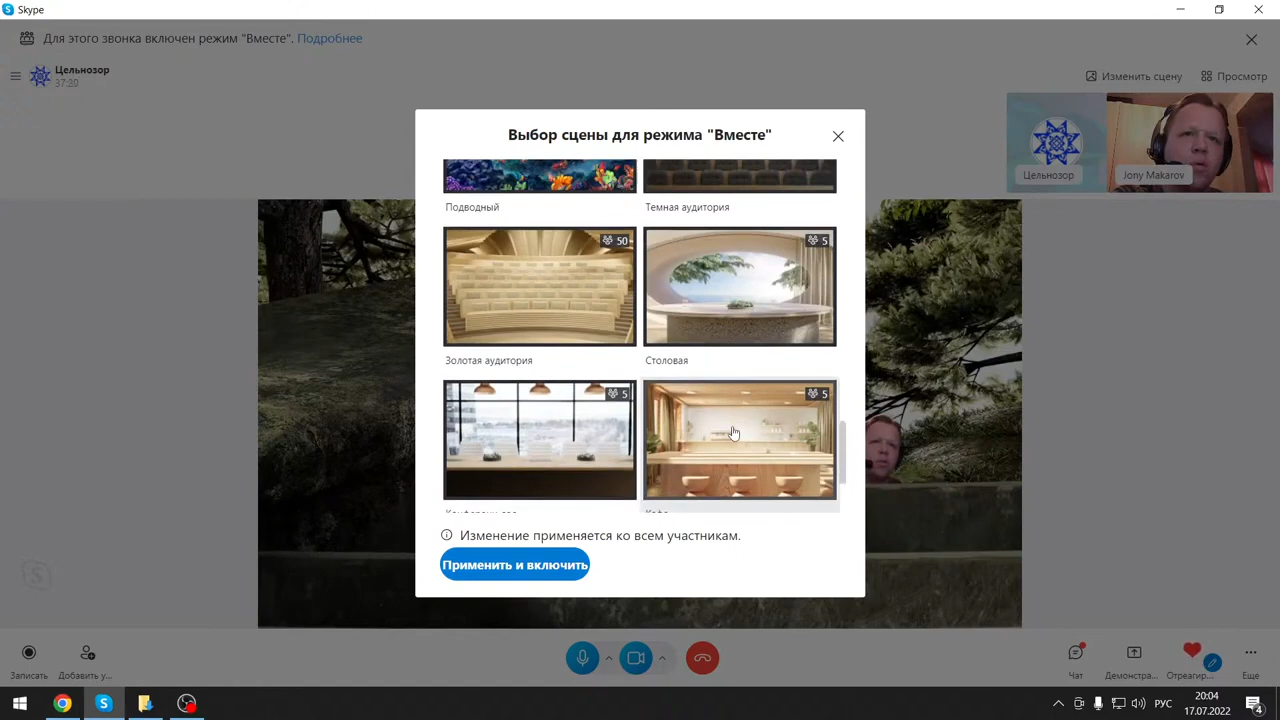 Skype
Для этого звонка включен режим "Вместе". Подробнее
Цельнозор
37:39
Изменить сцену
Просмотр
Цельнозор
Jony Makarov
Выбор сцены для режима "Вместе"
Подводный
Темная аудитория
50
5
Золотая аудитория
Столовая
5
5
Изменение применяется ко всем участникам.
Применить и включить
Записать
Добавить у...
Чат
Демонстра...
Отреагир...
Еще
РУС
20:04
17.07.2022
4